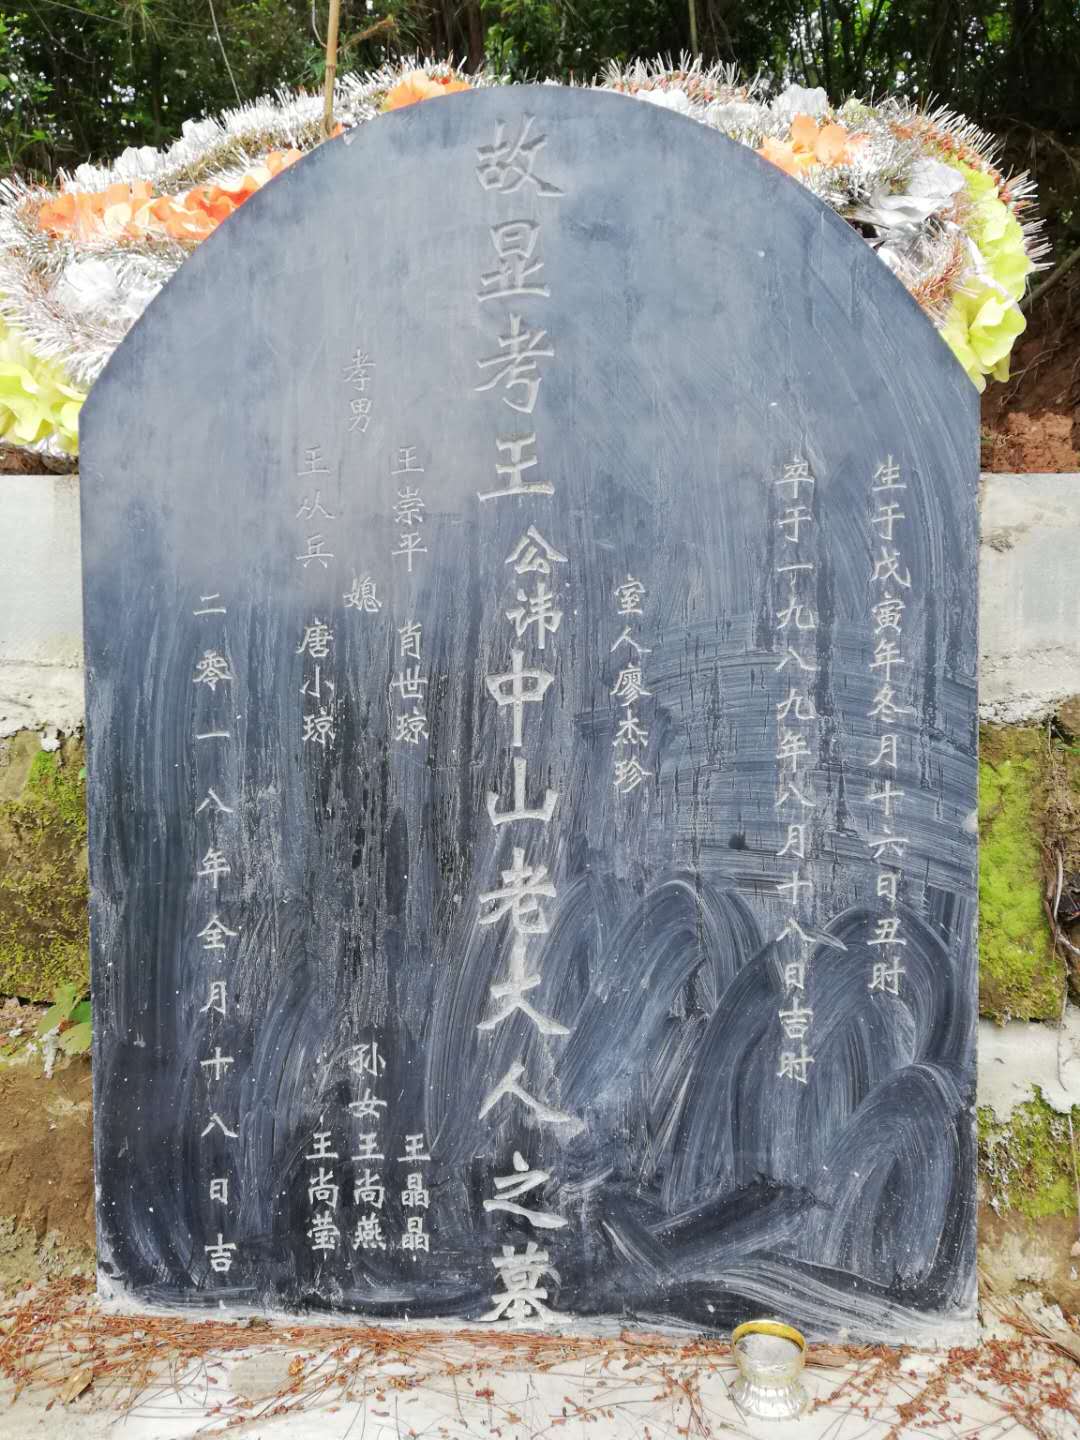 生于戊寅年冬月十六日丑时
卒于一九八九年八月十八日吉时
室人廖杰珍
故显考王公讳中山老大人之墓
孝男
王崇平
王从兵
媳
肖世琼
唐小琼
孙女
王晶晶
王尚燕
王尚莹
二零一八年全月十八日吉